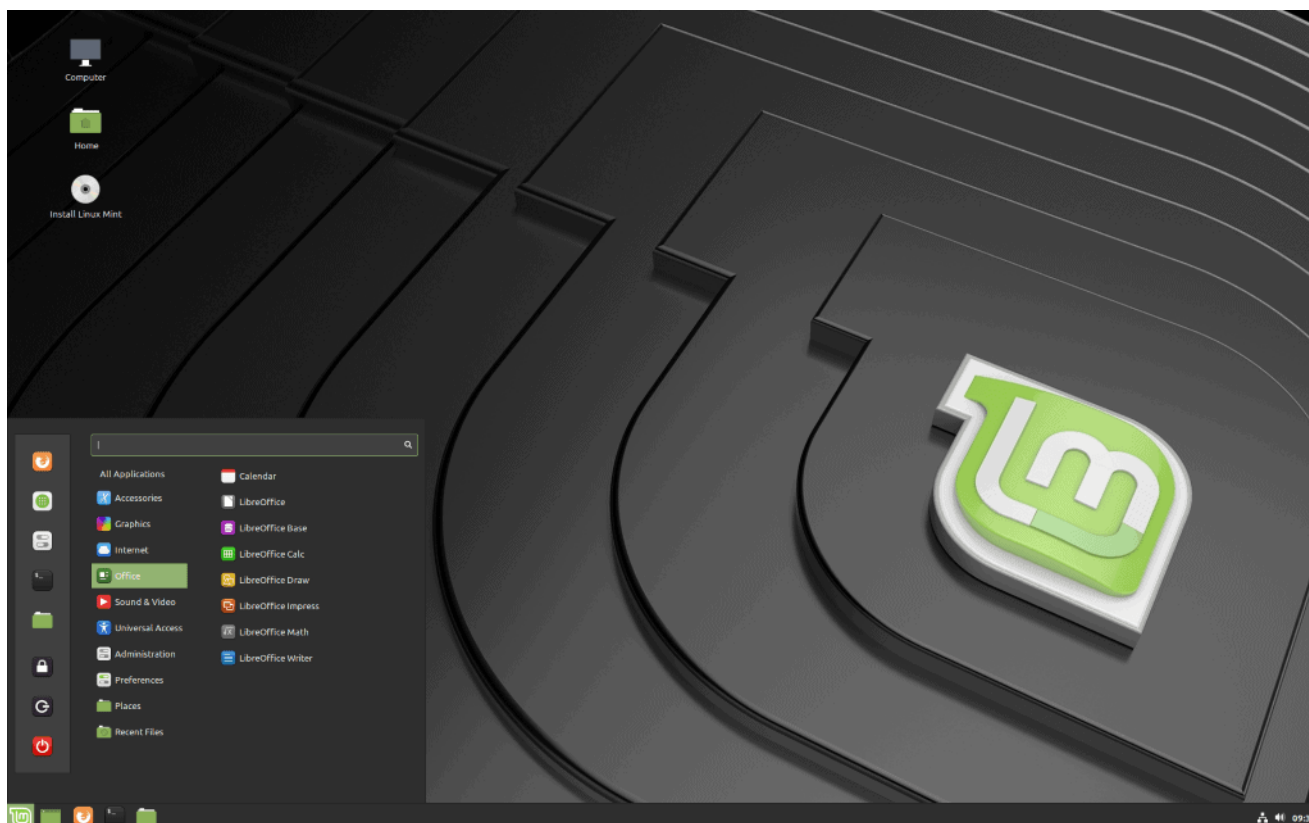 Computer
Home
Install Linux Mint
All Applications
Accessories
Graphics
Internet
Office
Sound & Video
Universal Access
Administration
Preferences
Places
Recent Files
Calendar
LibreOffice
LibreOffice Base
LibreOffice Calc
LibreOffice Draw
LibreOffice Impress
LibreOffice Math
LibreOffice Writer